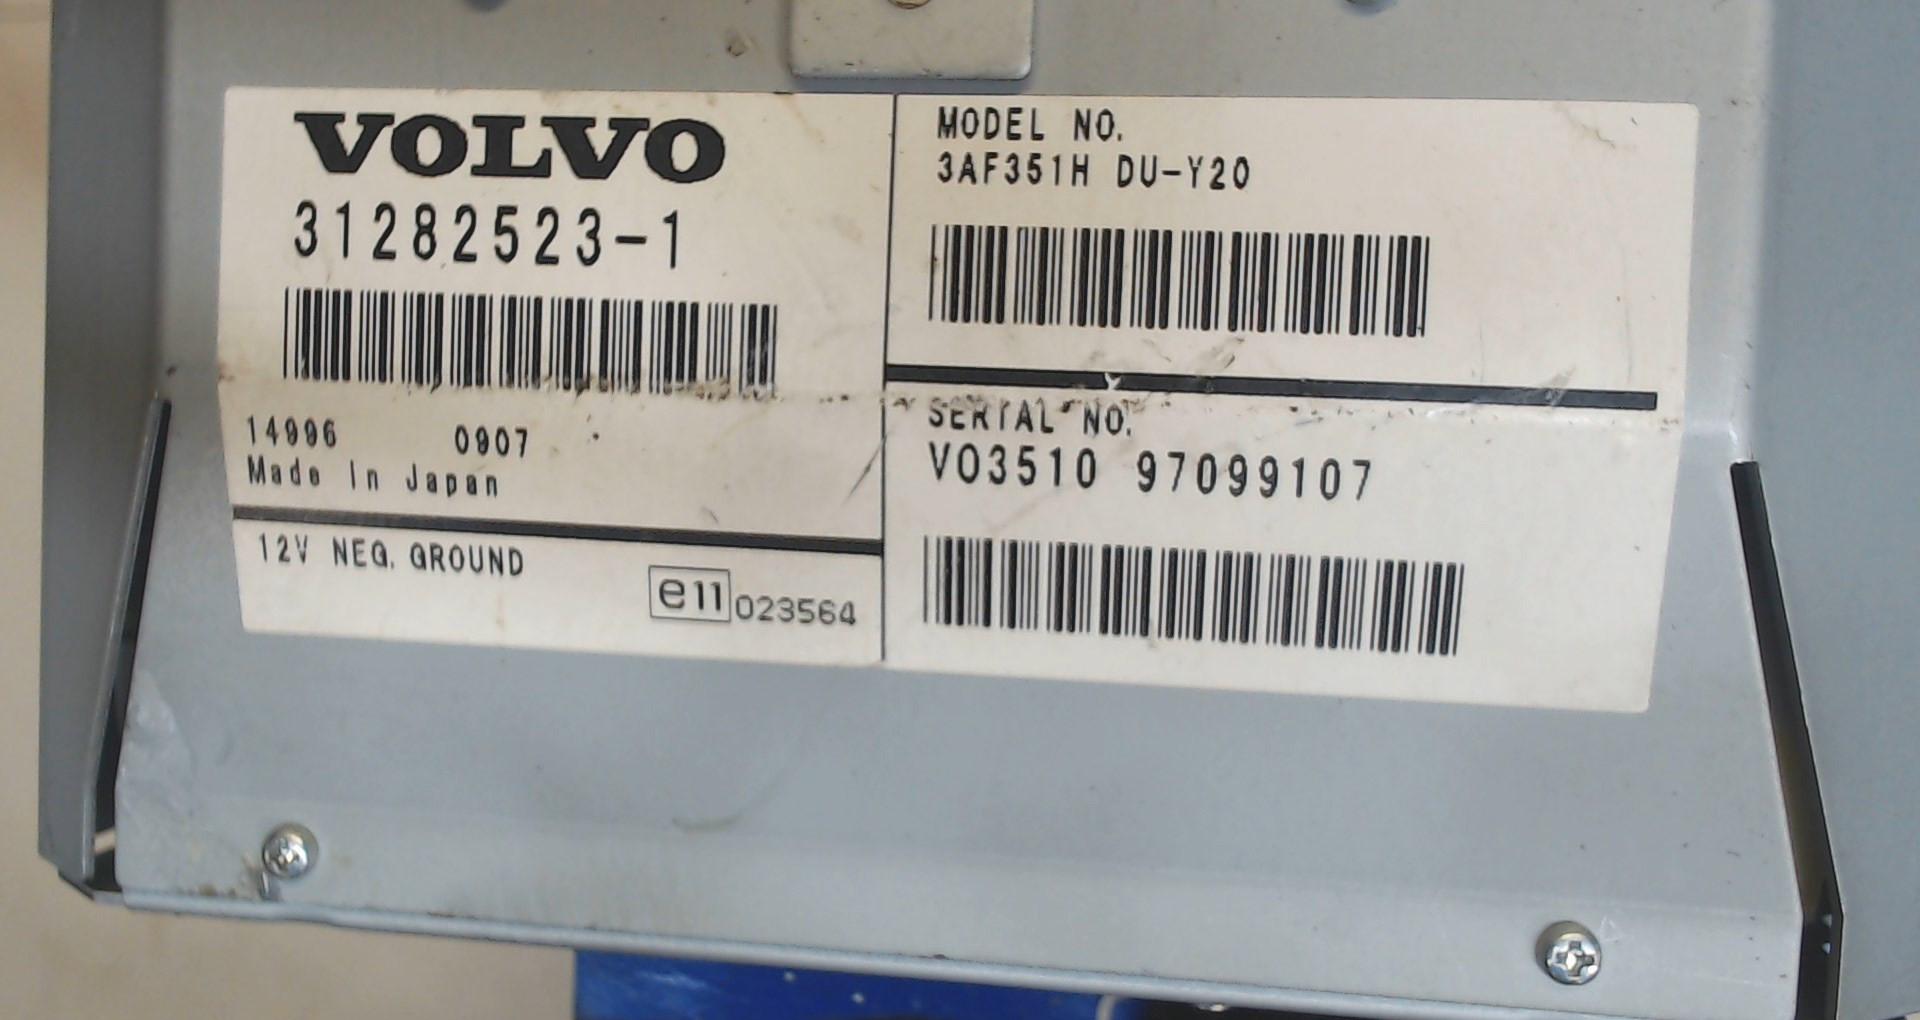 VOLVO
31282523-1
14996 0907
Made In Japan
12V NEG. GROUND
e11 023564
MODEL NO.
3AF351H DU-Y20
SERIAL NO.
VO3510 97099107